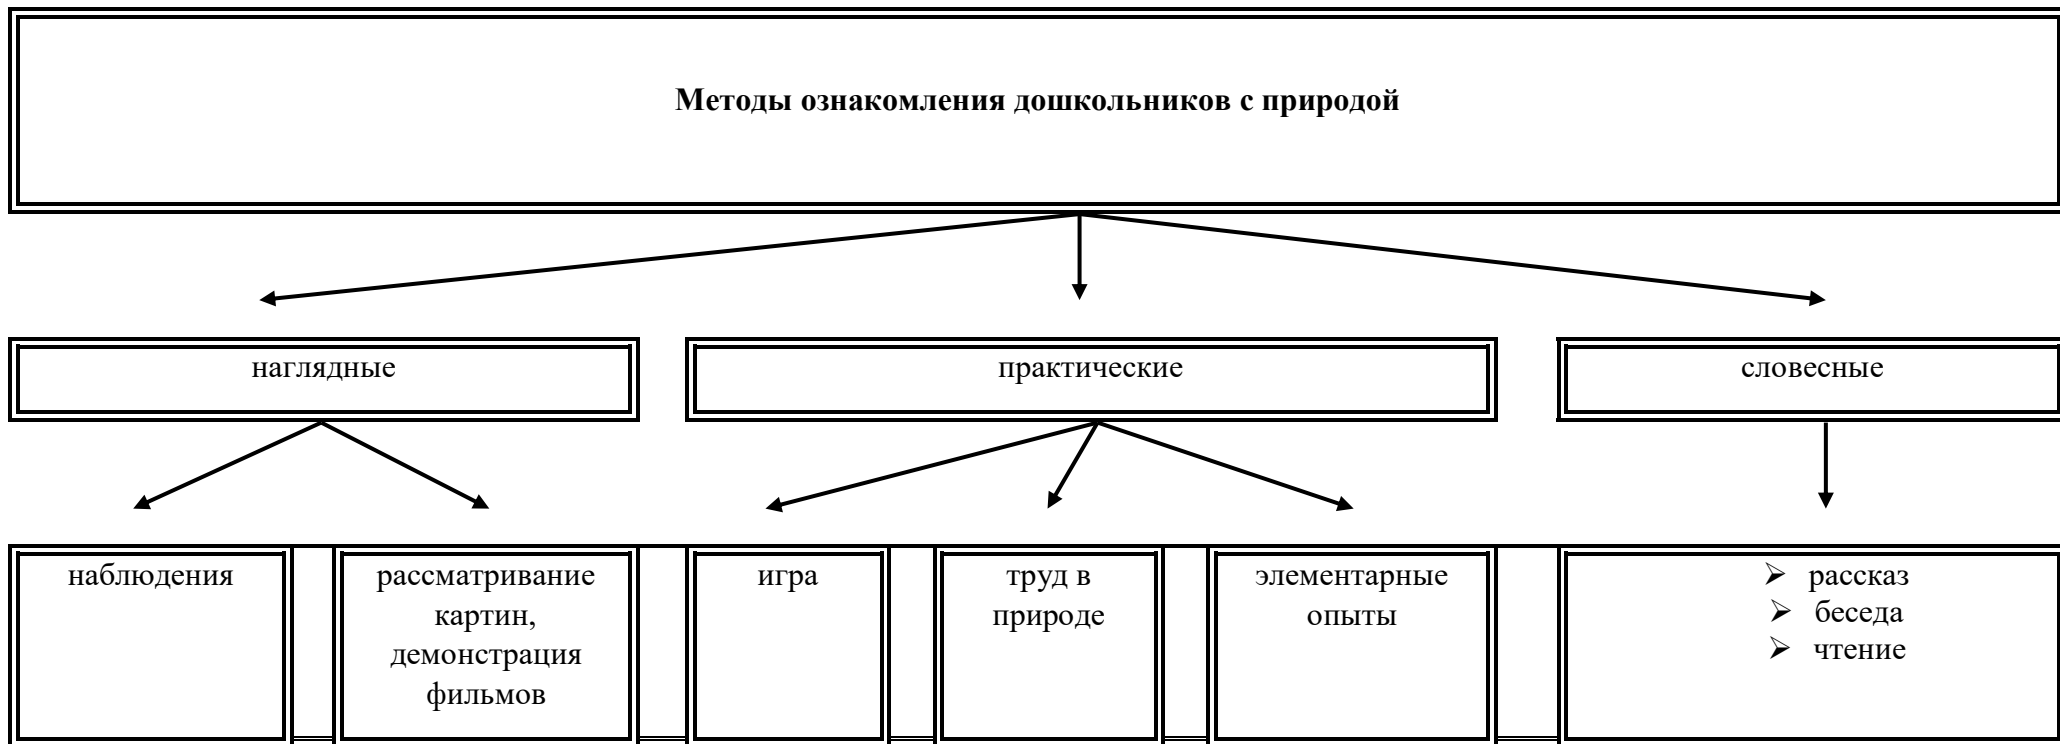 Методы ознакомления дошкольников с природой
наглядные
практические
словесные
наблюдения
рассматривание
картин,
демонстрация
фильмов
игра
труд в
природе
элементарные
опыты
➢ рассказ
➢ беседа
➢ чтение